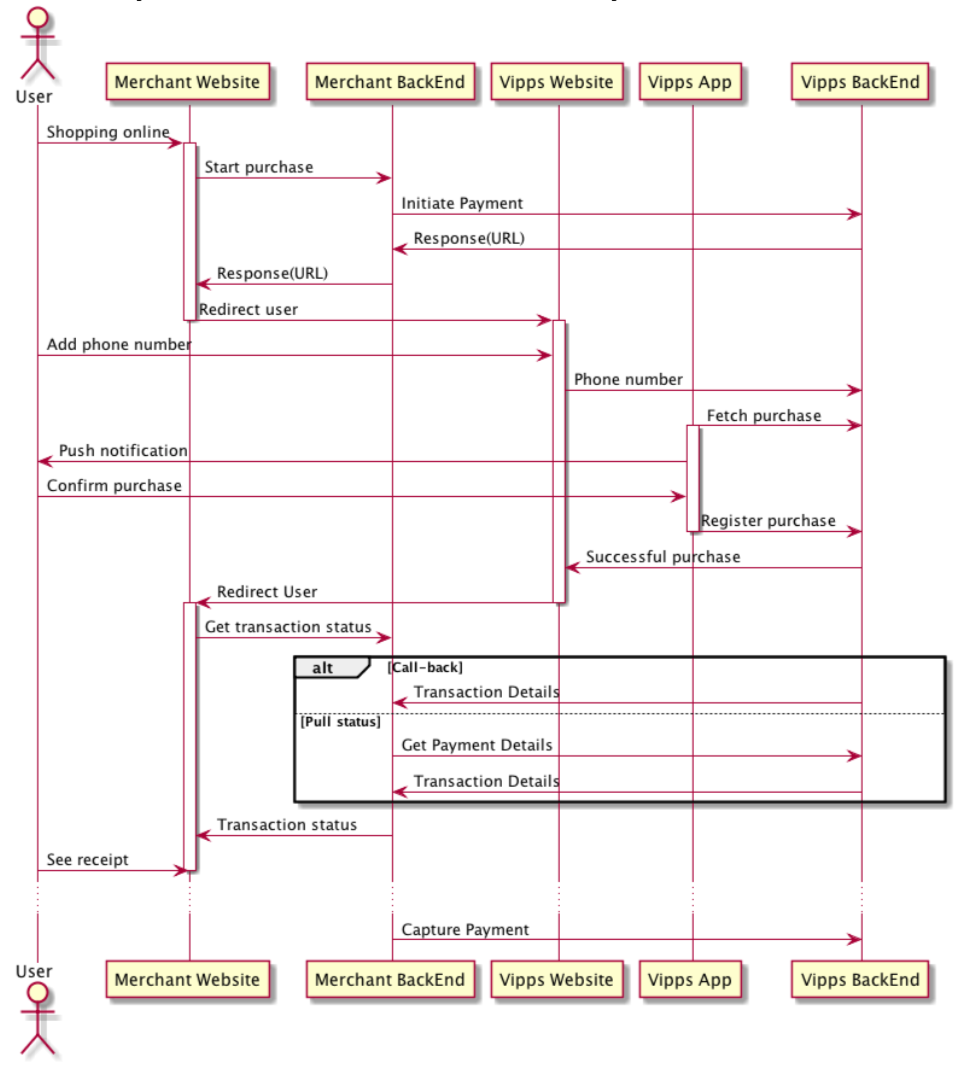 User
Merchant Website
Merchant BackEnd
Vipps Website
Vipps App
Vipps BackEnd
Shopping online
Start purchase
Initiate Payment
Response(URL)
Response(URL)
Redirect user
Add phone number
Phone number
Fetch purchase
Push notification
Confirm purchase
Register purchase
Successful purchase
Redirect User
Get transaction status
alt [Call-back]
Transaction Details
[Pull status]
Get Payment Details
Transaction Details
Transaction status
See receipt
Capture Payment
User
Merchant Website
Merchant BackEnd
Vipps Website
Vipps App
Vipps BackEnd